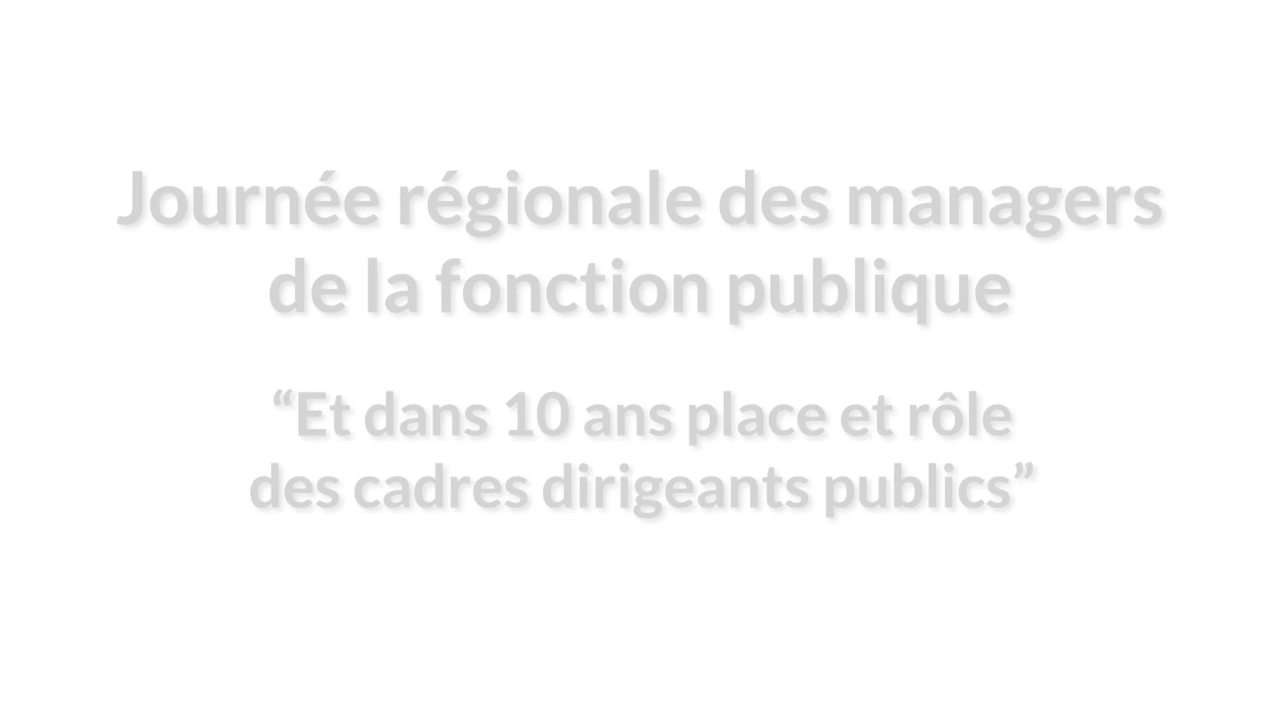 Journée régionale des managers
de la fonction publique
“Et dans 10 ans place et rôle
des cadres dirigeants publics”